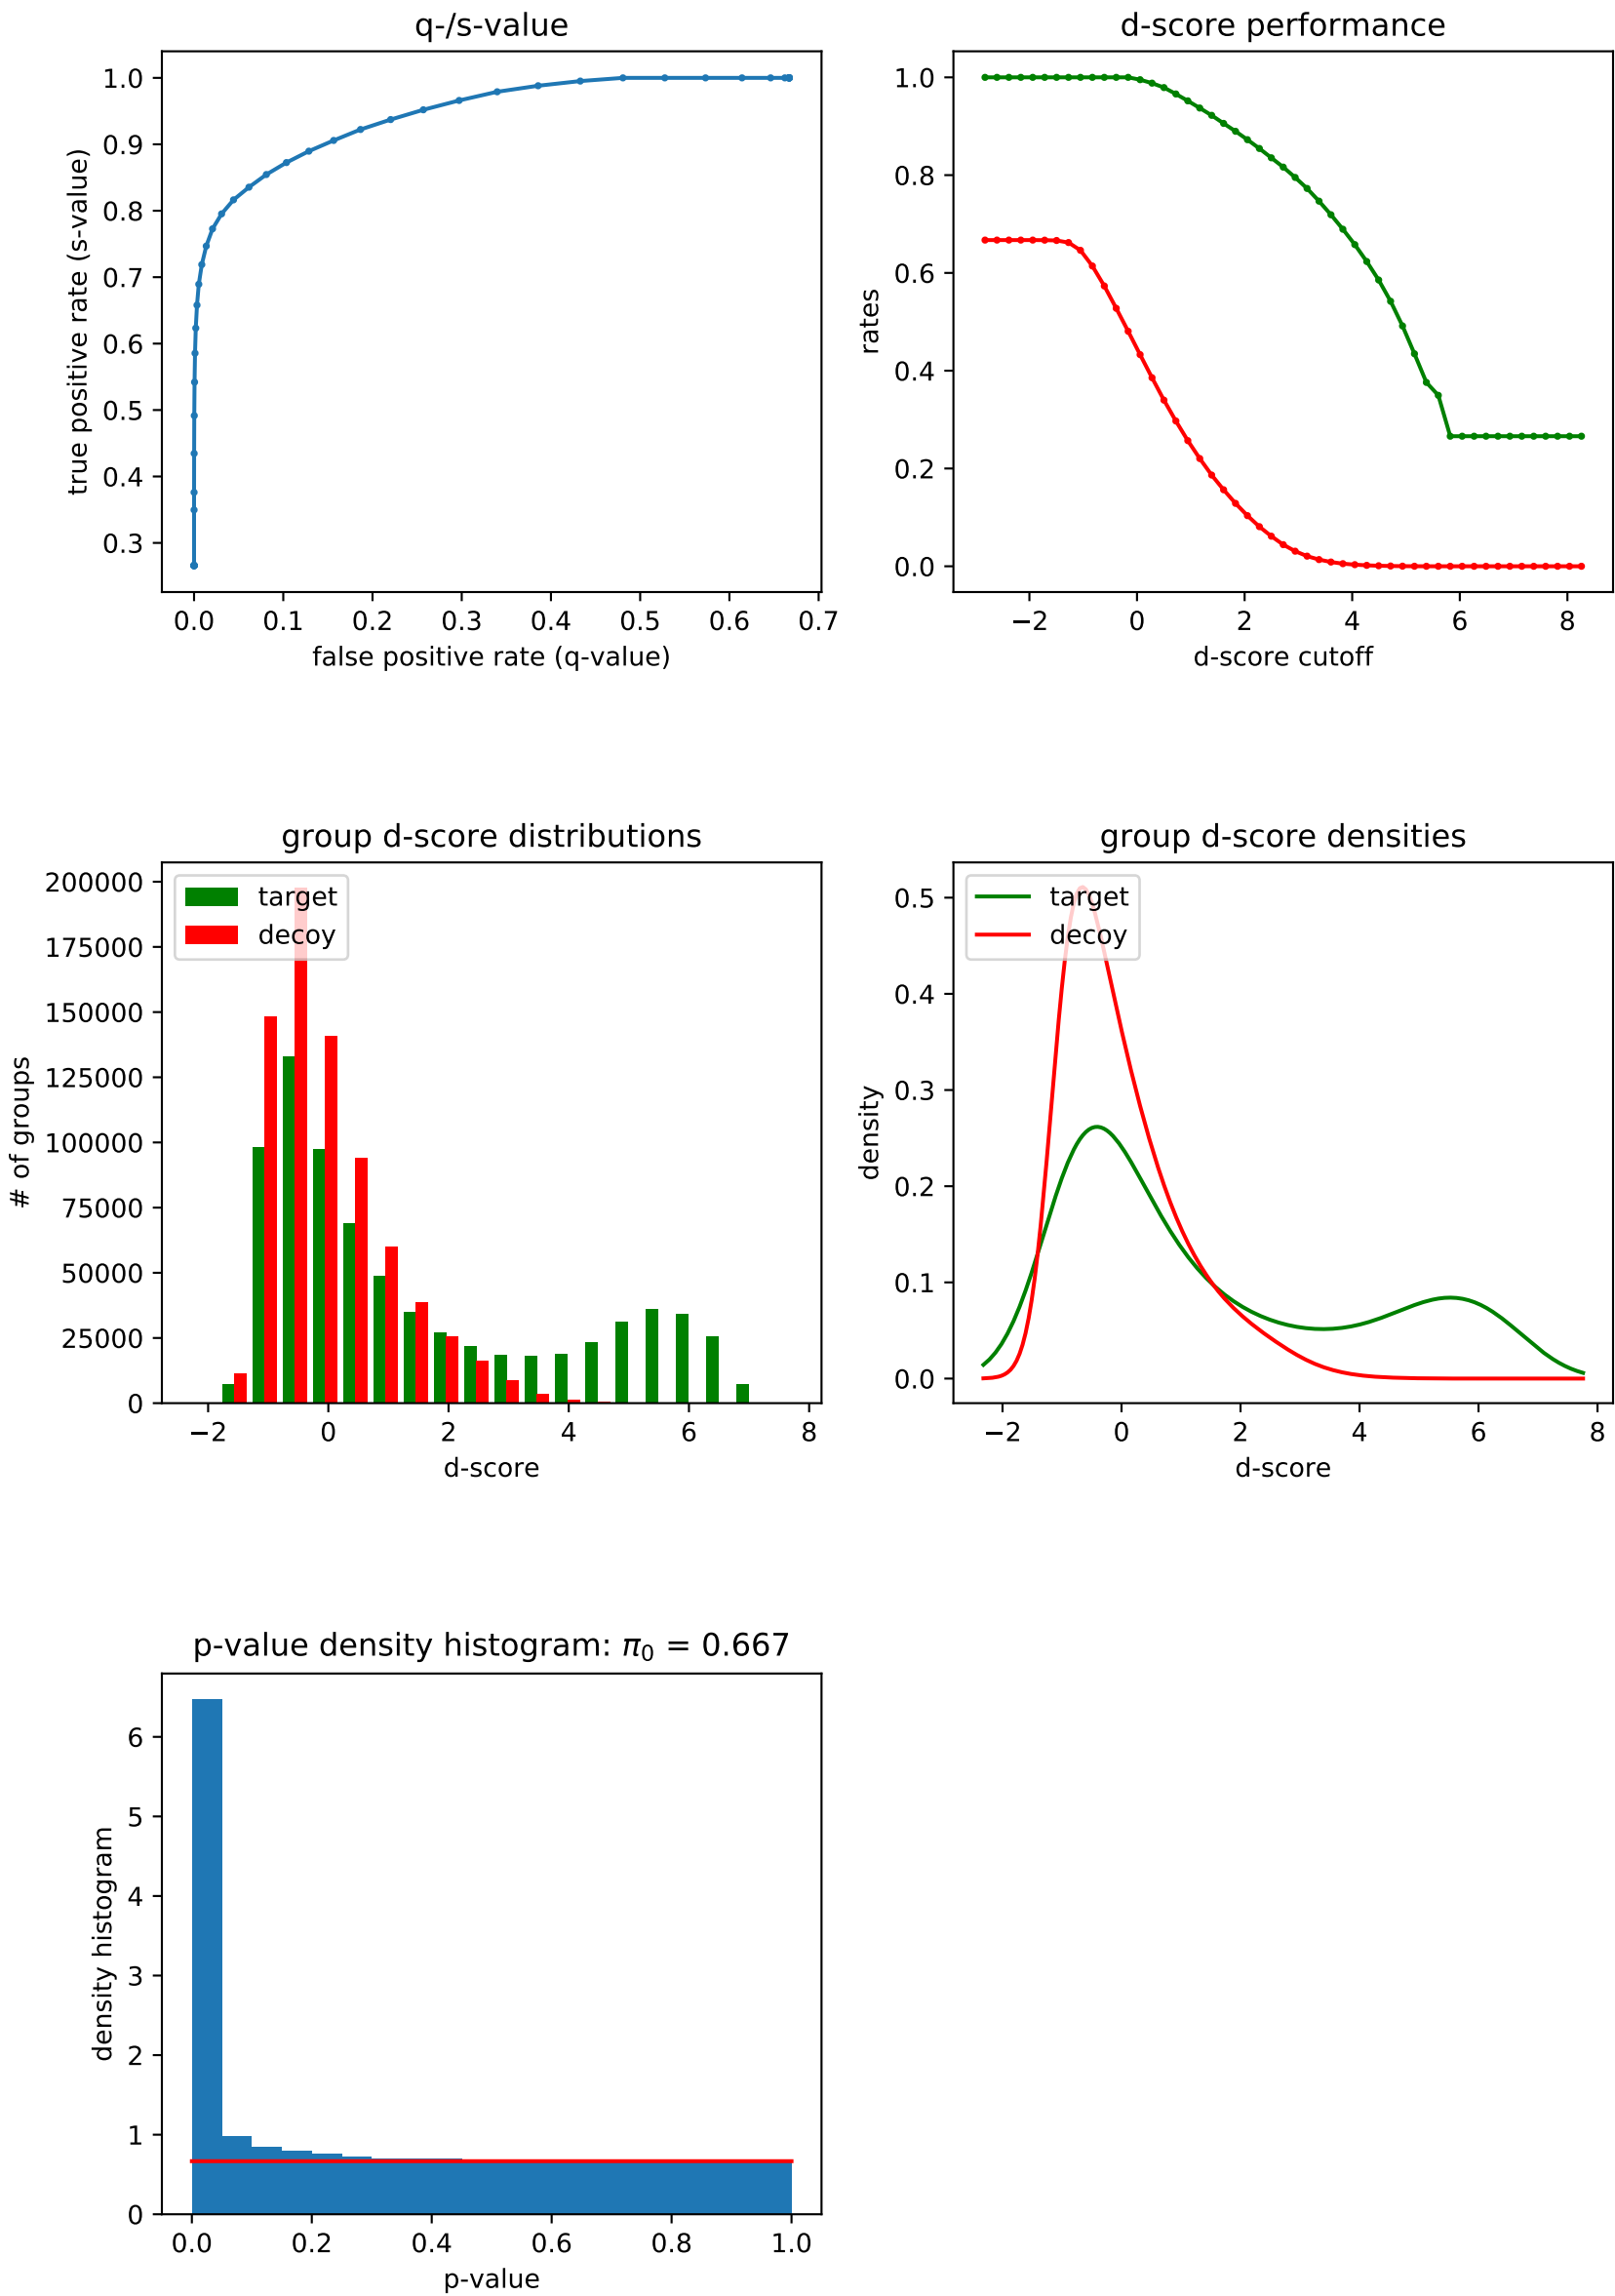 q-/s-value
1.0
0.9
0.8
0.7
0.6
0.5
0.4
0.3
true positive rate (s-value)
0.0 0.1 0.2 0.3 0.4 0.5 0.6 0.7
false positive rate (q-value)
d-score performance
1.0
0.8
0.6
0.4
0.2
0.0
rates
−2 0 2 4 6 8
d-score cutoff
group d-score distributions
target
decoy
200000
175000
150000
125000
100000
75000
50000
25000
0
# of groups
−2 0 2 4 6 8
d-score
group d-score densities
target
decoy
0.5
0.4
0.3
0.2
0.1
0.0
density
−2 0 2 4 6 8
d-score
p-value density histogram: π₀ = 0.667
6
5
4
3
2
1
0
density histogram
0.0 0.2 0.4 0.6 0.8 1.0
p-value